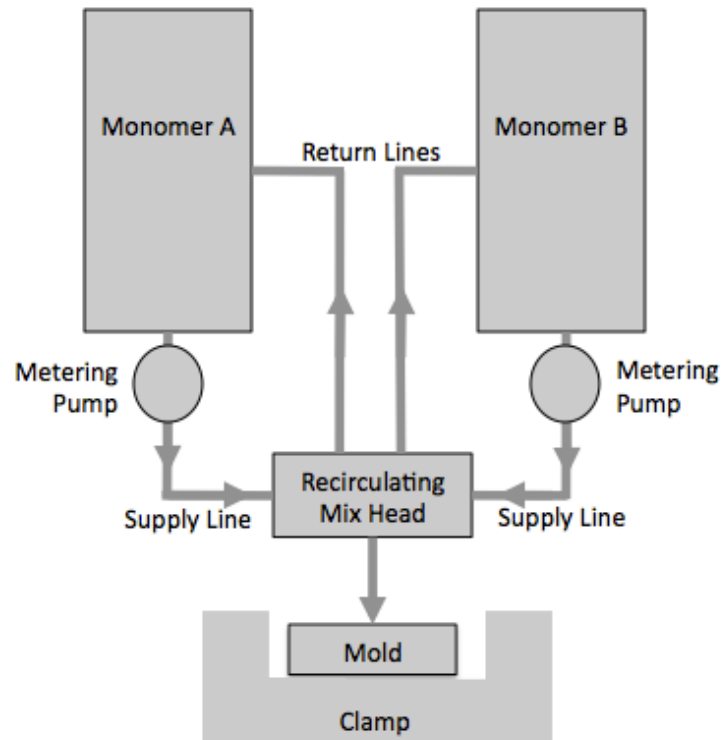 Monomer A
Monomer B
Return Lines
Metering
Pump
Metering
Pump
Recirculating
Mix Head
Supply Line
Supply Line
Mold
Clamp